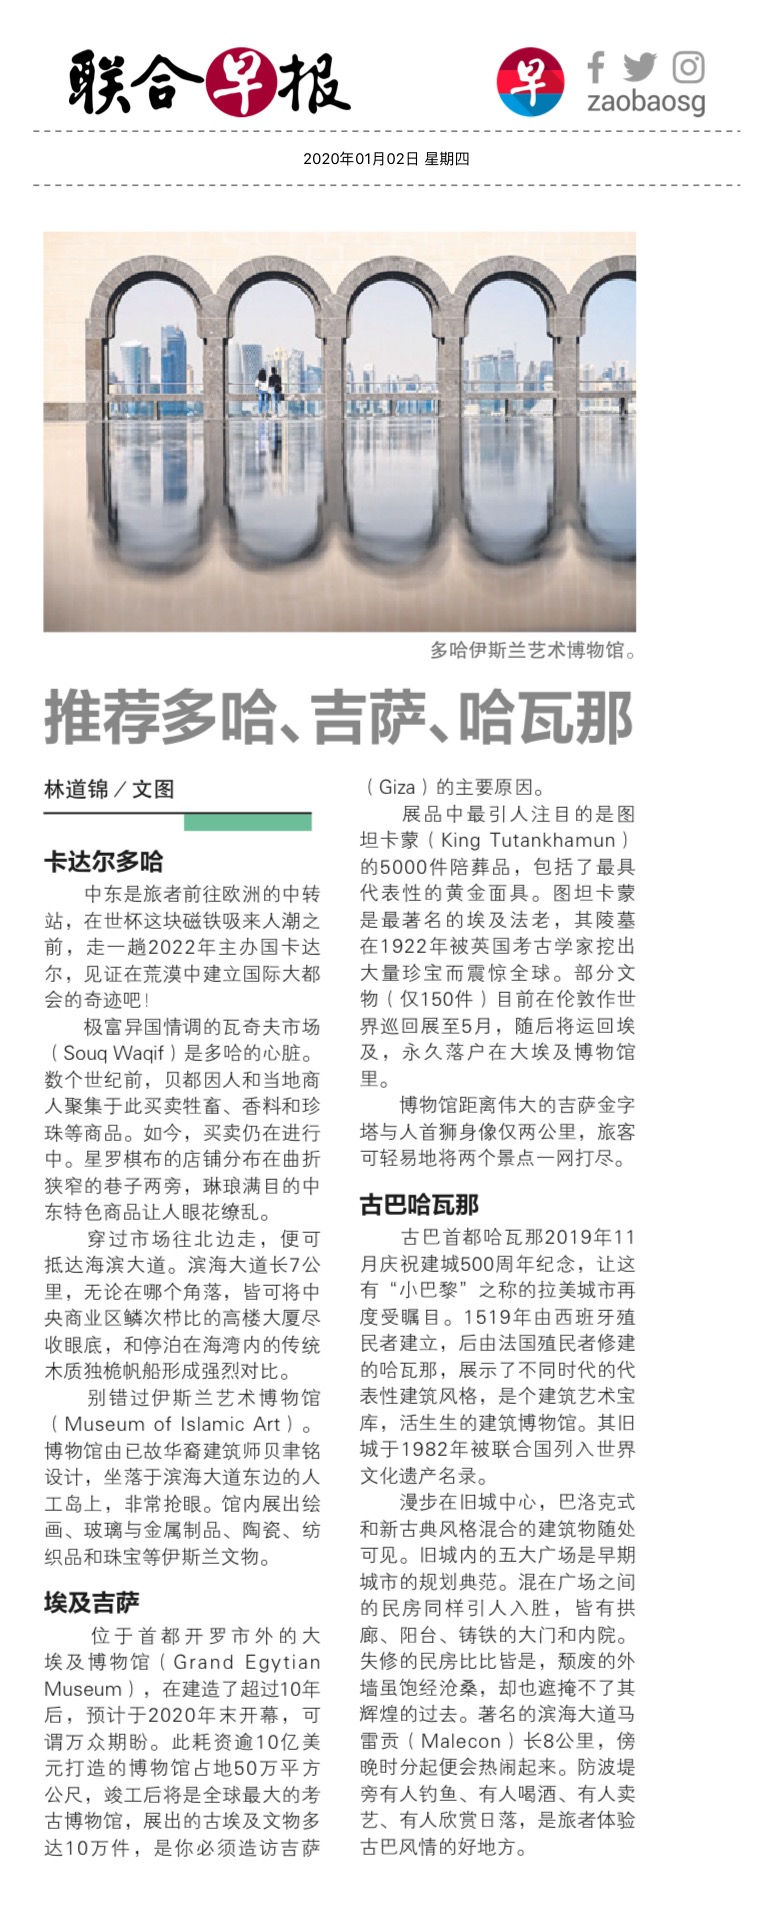 联合早报
早
zaobaosg
2020年01月02日 星期四
多哈伊斯兰艺术博物馆。
推荐多哈、吉萨、哈瓦那
林道锦／文图
卡达尔多哈
中东是旅者前往欧洲的中转
站，在世杯这块磁铁吸来人潮之
前，走一趟2022年主办国卡达
尔，见证在荒漠中建立国际大都
会的奇迹吧！
极富异国情调的瓦奇夫市场
（Souq Waqif）是多哈的心脏。
数个世纪前，贝都因人和当地商
人聚集于此买卖牲畜、香料和珍
珠等商品。如今，买卖仍在进行
中。星罗棋布的店铺分布在曲折
狭窄的巷子两旁，琳琅满目的中
东特色商品让人眼花缭乱。
穿过市场往北边走，便可
抵达海滨大道。滨海大道长7公
里，无论在哪个角落，皆可将中
央商业区鳞次栉比的高楼大厦尽
收眼底，和停泊在海湾内的传统
木质独桅帆船形成强烈对比。
别错过伊斯兰艺术博物馆
（Museum of Islamic Art）。
博物馆由已故华裔建筑师贝聿铭
设计，坐落于滨海大道东边的人
工岛上，非常抢眼。馆内展出绘
画、玻璃与金属制品、陶瓷、纺
织品和珠宝等伊斯兰文物。
埃及吉萨
位于首都开罗市外的大
埃及博物馆（Grand Egytian
Museum），在建造了超过10年
后，预计于2020年末开幕，可
谓万众期盼。此耗资逾10亿美
元打造的博物馆占地50万平方
公尺，竣工后将是全球最大的考
古博物馆，展出的古埃及文物多
达10万件，是你必须造访吉萨
（Giza）的主要原因。
展品中最引人注目的是图
坦卡蒙（King Tutankhamun）
的5000件陪葬品，包括了最具
代表性的黄金面具。图坦卡蒙
是最著名的埃及法老，其陵墓
在1922年被英国考古学家挖出
大量珍宝而震惊全球。部分文
物（仅150件）目前在伦敦作世
界巡回展至5月，随后将运回埃
及，永久落户在大埃及博物馆
里。
博物馆距离伟大的吉萨金字
塔与人首狮身像仅两公里，旅客
可轻易地将两个景点一网打尽。
古巴哈瓦那
古巴首都哈瓦那2019年11
月庆祝建城500周年纪念，让这
有“小巴黎”之称的拉美城市再
度受瞩目。1519年由西班牙殖
民者建立，后由法国殖民者修建
的哈瓦那，展示了不同时代的代
表性建筑风格，是个建筑艺术宝
库，活生生的建筑博物馆。其旧
城于1982年被联合国列入世界
文化遗产名录。
漫步在旧城中心，巴洛克式
和新古典风格混合的建筑物随处
可见。旧城内的五大广场是早期
城市的规划典范。混在广场之间
的民房同样引人入胜，皆有拱
廊、阳台、铸铁的大门和内院。
失修的民房比比皆是，颓废的外
墙虽饱经沧桑，却也遮掩不了其
辉煌的过去。著名的滨海大道马
雷贡（Malecon）长8公里，傍
晚时分起便会热闹起来。防波堤
旁有人钓鱼、有人喝酒、有人卖
艺、有人欣赏日落，是旅者体验
古巴风情的好地方。